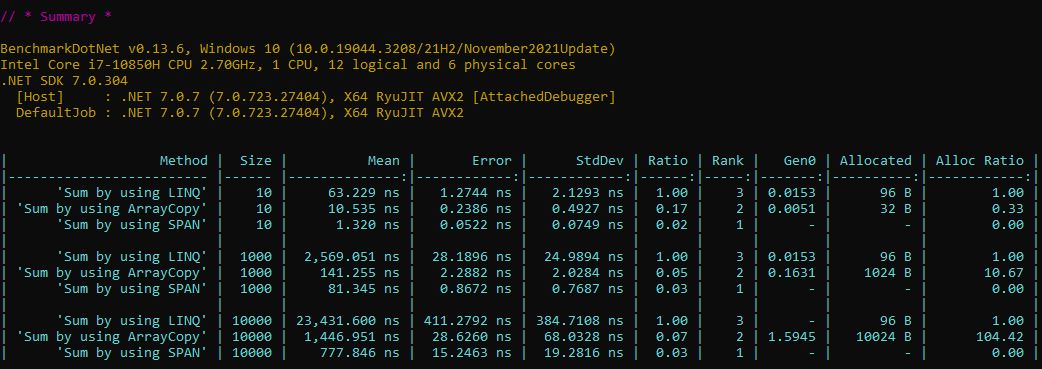 // * Summary *
BenchmarkDotNet v0.13.6, Windows 10 (10.0.19044.3208/21H2/November2021Update)
Intel Core i7-10850H CPU 2.70GHz, 1 CPU, 12 logical and 6 physical cores
.NET SDK 7.0.304
  [Host]     : .NET 7.0.7 (7.0.723.27404), X64 RyuJIT AVX2 [AttachedDebugger]
  DefaultJob : .NET 7.0.7 (7.0.723.27404), X64 RyuJIT AVX2
|                   Method |  Size |          Mean |       Error |      StdDev | Ratio | Rank |   Gen0 | Allocated | Alloc Ratio |
|------------------------- |------ |--------------:|------------:|------------:|------:|-----:|-------:|----------:|------------:|
|      'Sum by using LINQ' |    10 |     63.229 ns |   1.2744 ns |   2.1293 ns |  1.00 |    3 | 0.0153 |      96 B |        1.00 |
| 'Sum by using ArrayCopy' |    10 |     10.535 ns |   0.2386 ns |   0.4927 ns |  0.17 |    2 | 0.0051 |      32 B |        0.33 |
|      'Sum by using SPAN' |    10 |      1.320 ns |   0.0522 ns |   0.0749 ns |  0.02 |    1 |      - |         - |        0.00 |
|                          |       |               |             |             |       |      |        |           |             |
|      'Sum by using LINQ' |  1000 |  2,569.051 ns |  28.1896 ns |  24.9894 ns |  1.00 |    3 | 0.0153 |      96 B |        1.00 |
| 'Sum by using ArrayCopy' |  1000 |    141.255 ns |   2.2882 ns |   2.0284 ns |  0.05 |    2 | 0.1631 |    1024 B |       10.67 |
|      'Sum by using SPAN' |  1000 |     81.345 ns |   0.8672 ns |   0.7687 ns |  0.03 |    1 |      - |         - |        0.00 |
|                          |       |               |             |             |       |      |        |           |             |
|      'Sum by using LINQ' | 10000 | 23,431.600 ns | 411.2792 ns | 384.7108 ns |  1.00 |    3 |      - |      96 B |        1.00 |
| 'Sum by using ArrayCopy' | 10000 |  1,446.951 ns |  28.6260 ns |  68.0328 ns |  0.07 |    2 | 1.5945 |   10024 B |      104.42 |
|      'Sum by using SPAN' | 10000 |    777.846 ns |  15.2463 ns |  19.2816 ns |  0.03 |    1 |      - |         - |        0.00 |